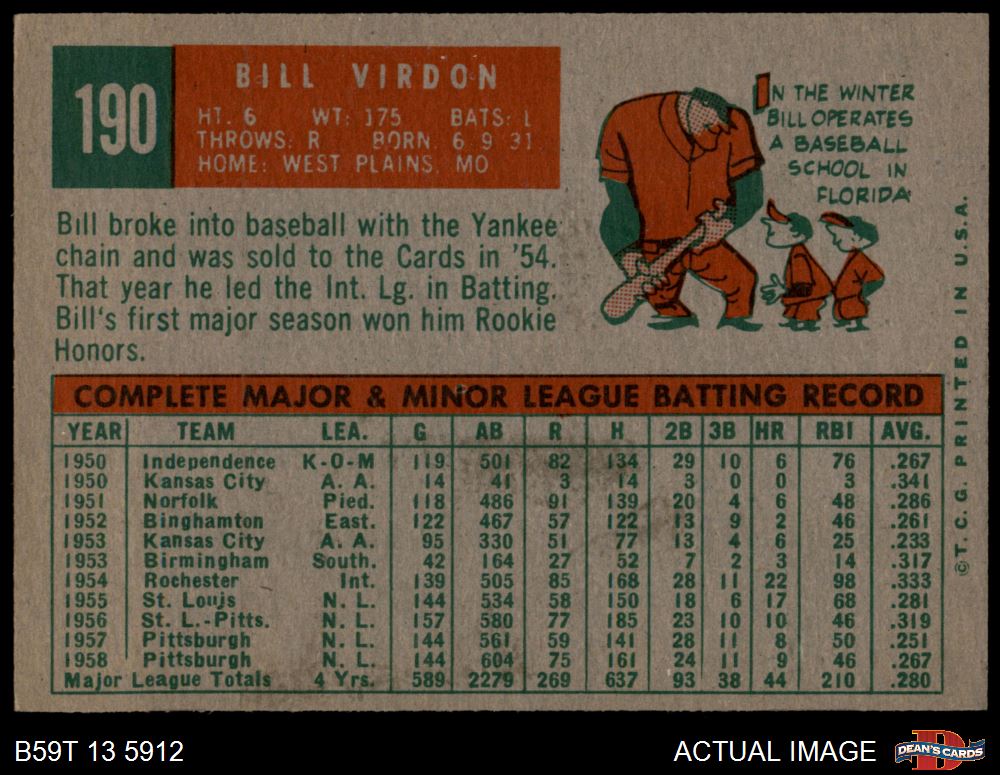 190
BILL VIRDON
HT. 6 WT: 175 BATS: L
THROWS: R BORN. 6 9 31
HOME: WEST PLAINS, MO
IN THE WINTER
BILL OPERATES
A BASEBALL
SCHOOL IN
FLORIDA
Bill broke into baseball with the Yankee
chain and was sold to the Cards in '54.
That year he led the Int. Lg. in Batting.
Bill's first major season won him Rookie
Honors.
COMPLETE MAJOR & MINOR LEAGUE BATTING RECORD
YEAR TEAM LEA. G AB R H 2B 3B HR RBI AVG.
1950 Independence K-O-M 119 501 82 134 29 10 6 76 .267
1950 Kansas City A. A. 14 41 3 14 3 0 0 3 .341
1951 Norfolk Pied. 118 486 91 139 20 4 6 48 .286
1952 Binghamton East. 122 467 57 122 13 9 2 46 .261
1953 Kansas City A. A. 95 330 51 77 13 4 6 25 .233
1953 Birmingham South. 42 164 27 52 7 2 3 14 .317
1954 Rochester Int. 139 505 85 168 28 11 22 98 .333
1955 St. Louis N. L. 144 534 58 150 18 6 17 68 .281
1956 St. L.-Pitts. N. L. 157 580 77 185 23 10 10 46 .319
1957 Pittsburgh N. L. 144 561 59 141 28 11 8 50 .251
1958 Pittsburgh N. L. 144 604 75 161 24 11 9 46 .267
Major League Totals 4 Yrs. 589 2279 269 637 93 38 44 210 .280
©T. C. G. PRINTED IN U.S.A.
B59T 13 5912
ACTUAL IMAGE
DEAN'S CARDS